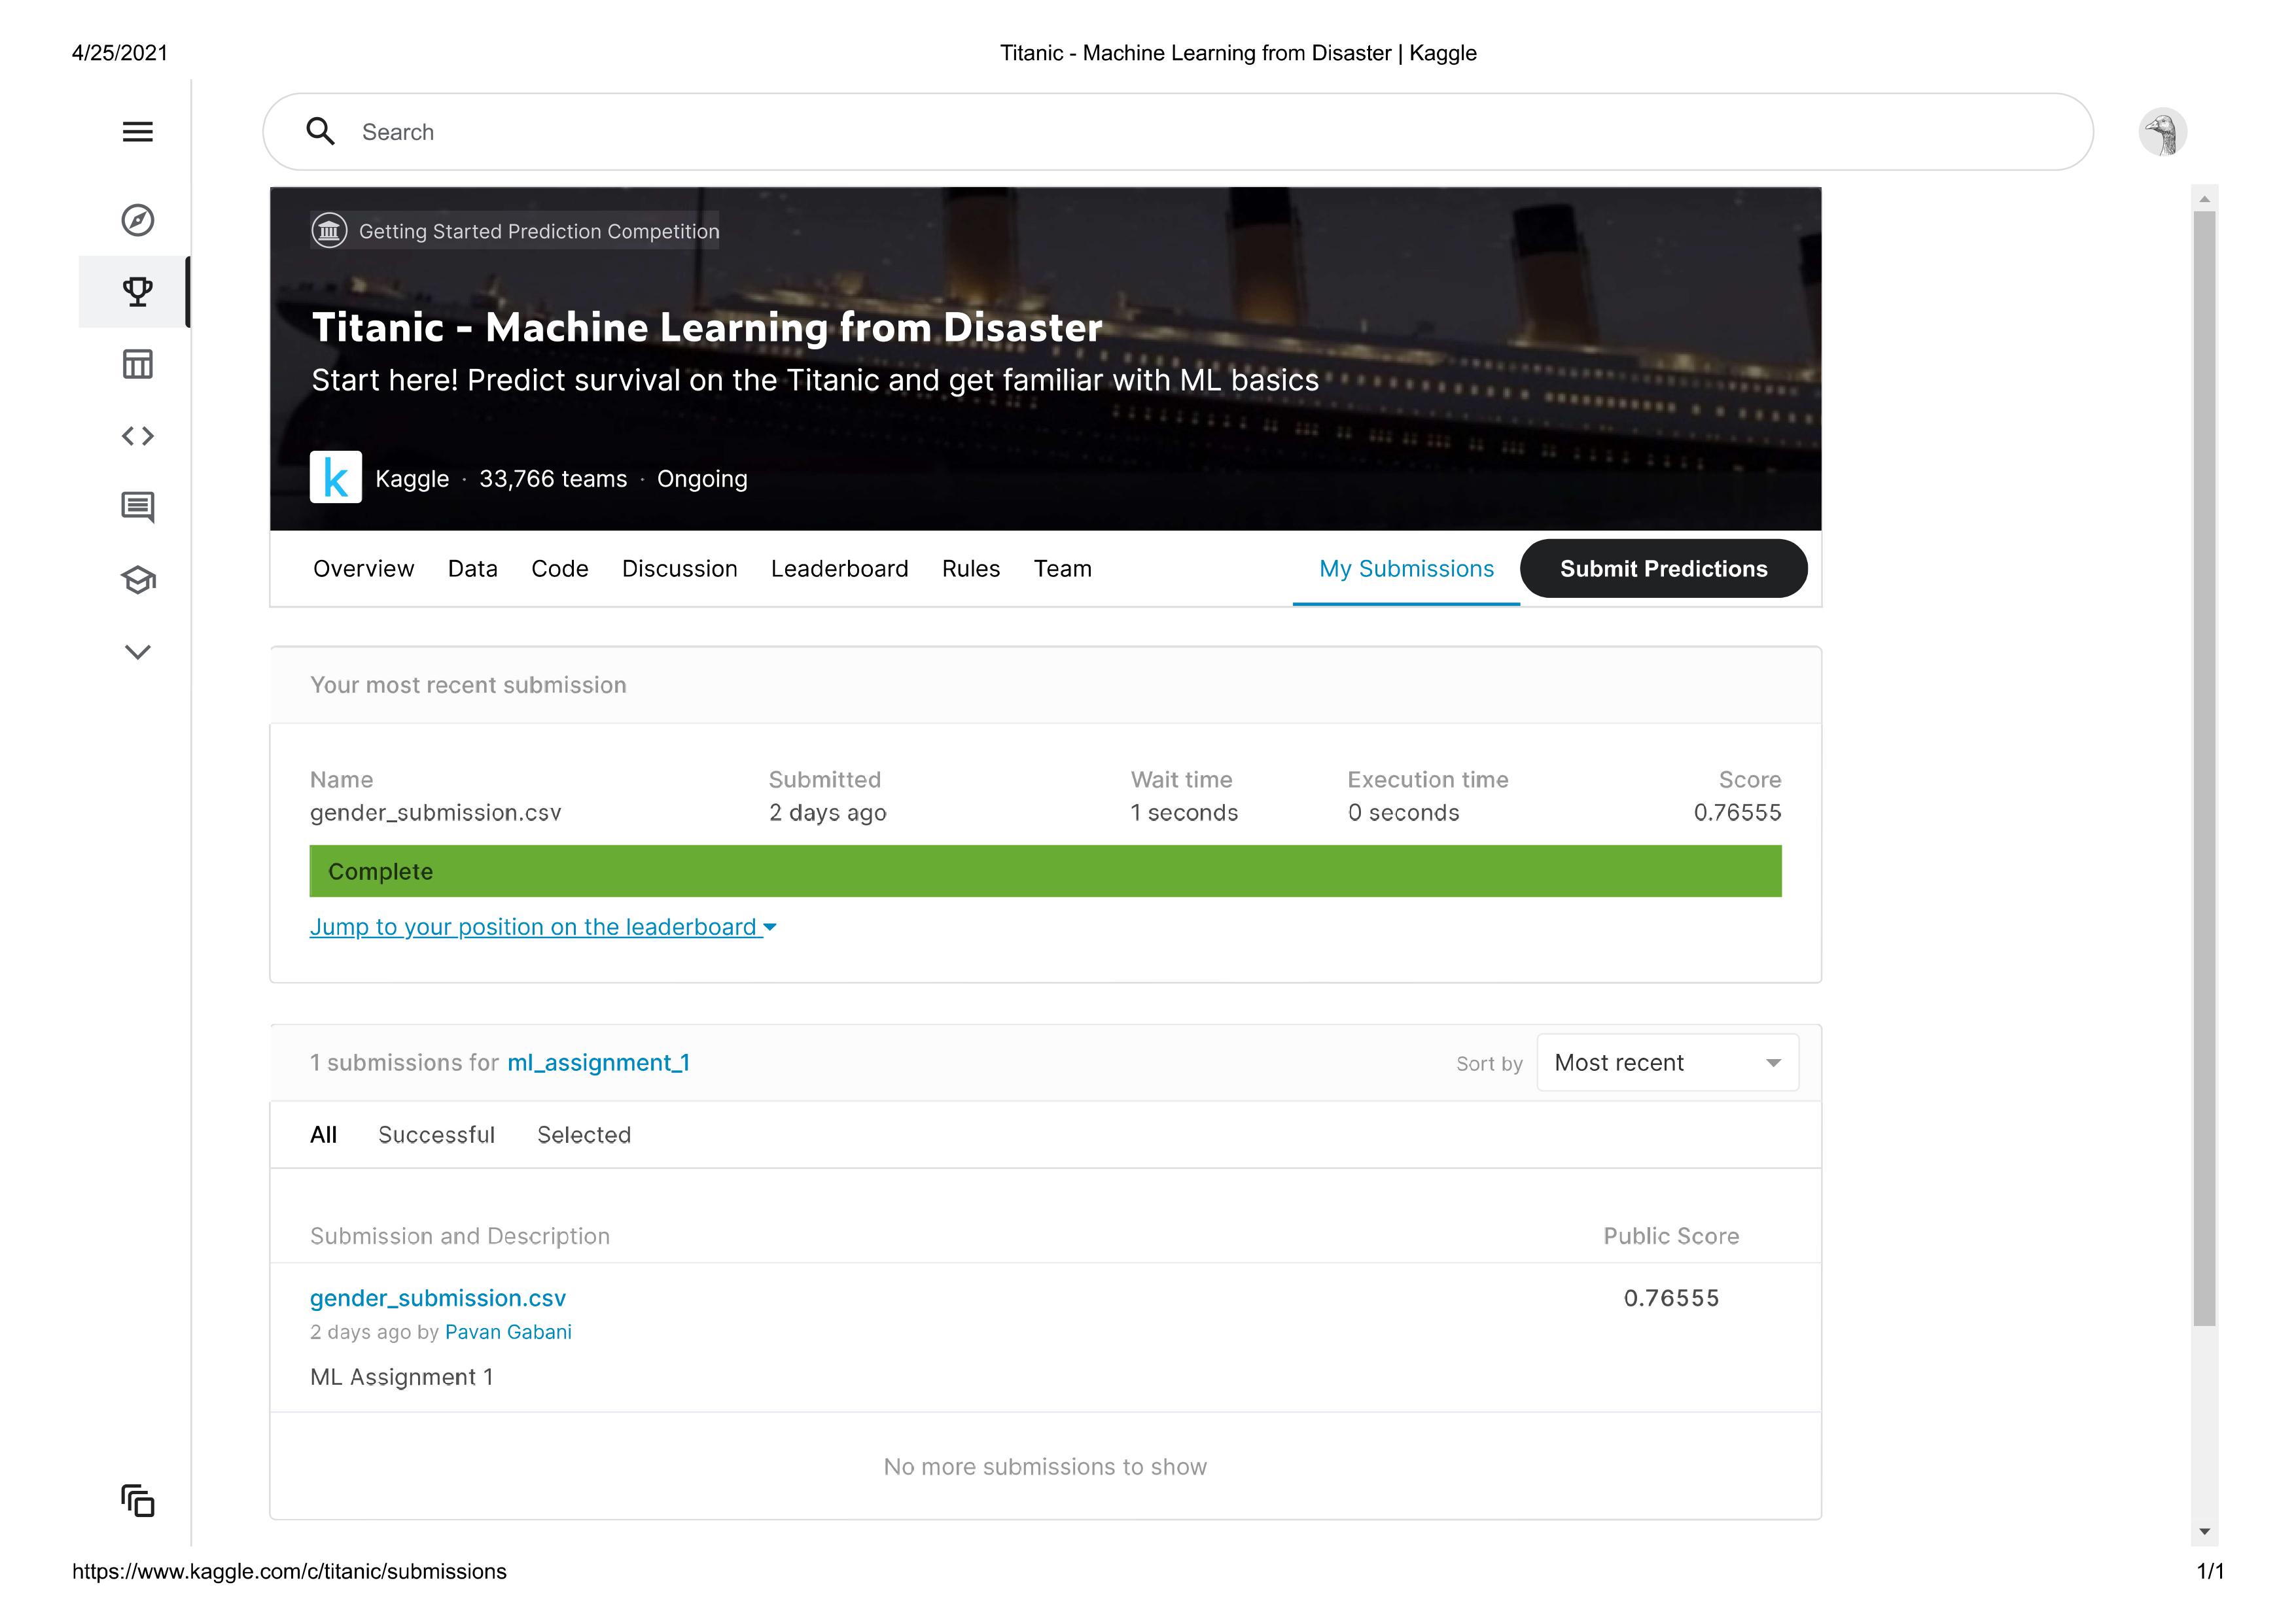 4/25/2021 Titanic - Machine Learning from Disaster | Kaggle
Search
Getting Started Prediction Competition
Titanic - Machine Learning from Disaster
Start here! Predict survival on the Titanic and get familiar with ML basics
k Kaggle · 33,766 teams · Ongoing
Overview Data Code Discussion Leaderboard Rules Team My Submissions Submit Predictions
Your most recent submission
Name Submitted Wait time Execution time Score
gender_submission.csv 2 days ago 1 seconds 0 seconds 0.76555
Complete
Jump to your position on the leaderboard
1 submissions for ml_assignment_1 Sort by Most recent
All Successful Selected
Submission and Description Public Score
gender_submission.csv 0.76555
2 days ago by Pavan Gabani
ML Assignment 1
No more submissions to show
https://www.kaggle.com/c/titanic/submissions 1/1